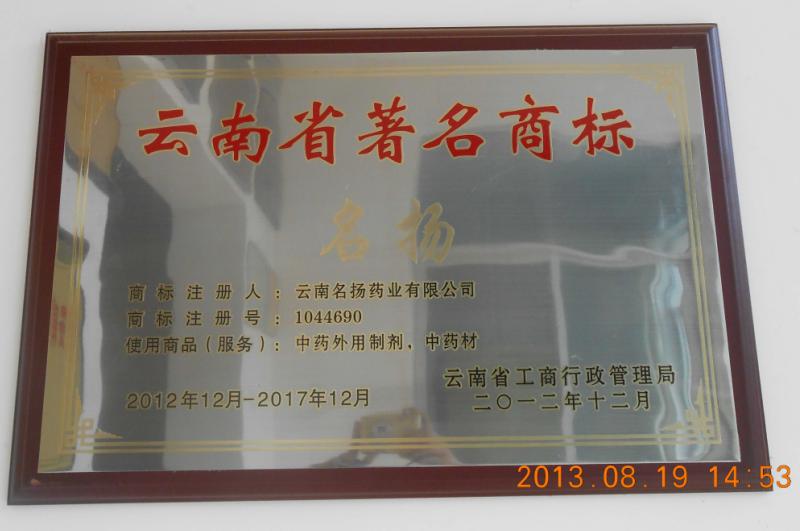 云南省著名商标
名扬
商标注册人：云南名扬药业有限公司
商标注册号：1044690
使用商品（服务）：中药外用制剂，中药材
云南省工商行政管理局
2012年12月-2017年12月
二〇一二年十二月
2013.08.19 14:53